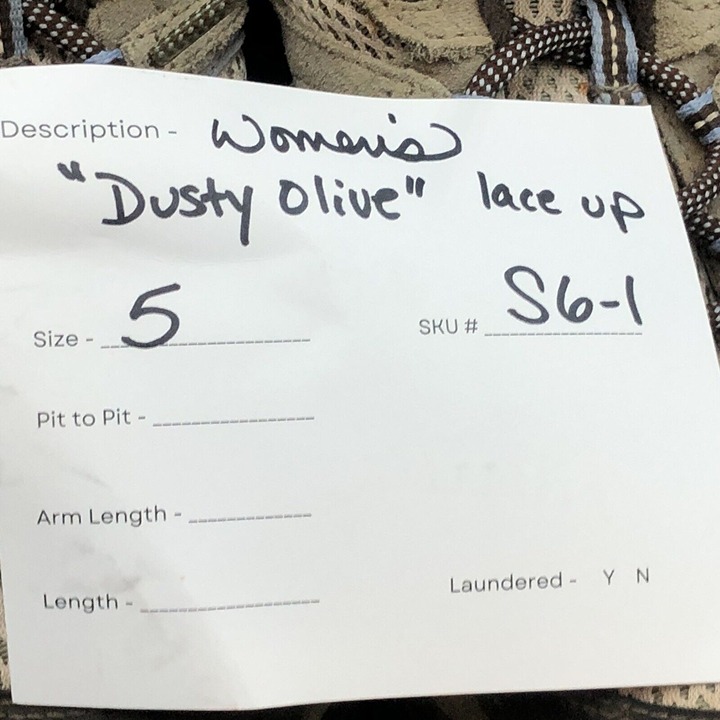 Description - Women's
"Dusty Olive" lace up
Size - 5 SKU # S6-1
Pit to Pit -
Arm Length -
Length - Laundered - Y N